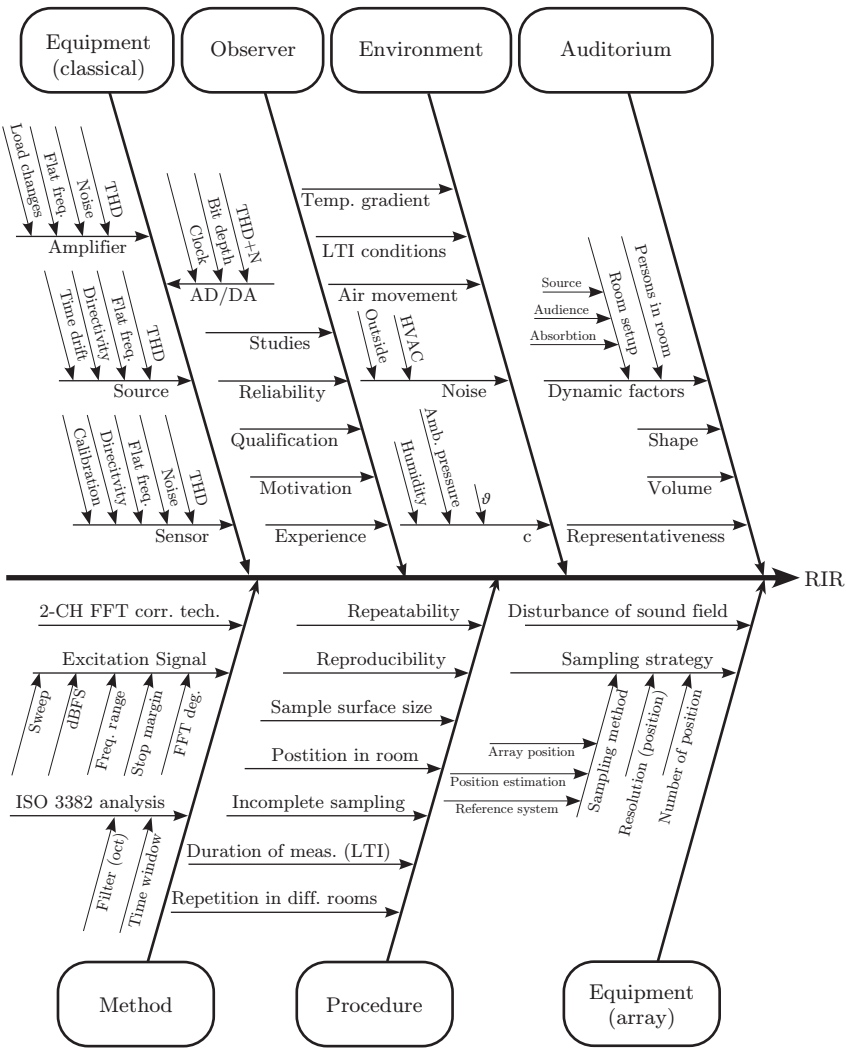 Equipment
(classical)
Observer
Environment
Auditorium
Load changes
Flat freq.
Noise
THD
Amplifier
Clock
Bit depth
THD+N
AD/DA
Time drift
Directivity
Flat freq.
THD
Source
Calibration
Direcitvity
Flat freq.
Noise
THD
Sensor
Studies
Reliability
Qualification
Motivation
Experience
Temp. gradient
LTI conditions
Air movement
Outside
HVAC
Noise
Humidity
Amb. pressure
ϑ
c
Source
Audience
Absorbtion
Room setup
Persons in room
Dynamic factors
Shape
Volume
Representativeness
RIR
2-CH FFT corr. tech.
Excitation Signal
Sweep
dBFS
Freq. range
Stop margin
FFT deg.
ISO 3382 analysis
Filter (oct)
Time window
Repeatability
Reproducibility
Sample surface size
Postition in room
Incomplete sampling
Duration of meas. (LTI)
Repetition in diff. rooms
Disturbance of sound field
Sampling strategy
Array position
Position estimation
Reference system
Sampling method
Resolution (position)
Number of position
Method
Procedure
Equipment
(array)